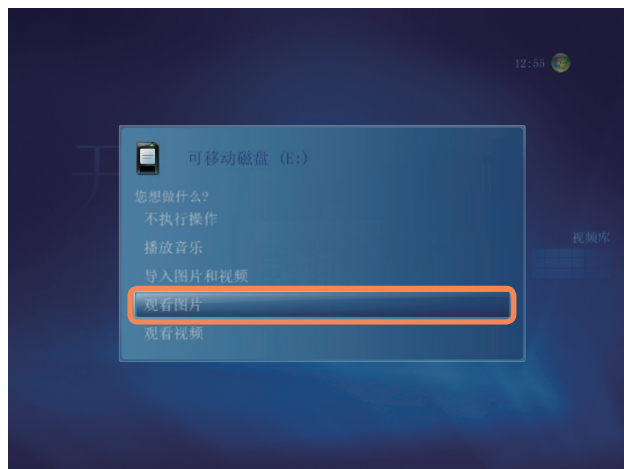 12:55
开
可移动磁盘 (E:)
您想做什么?
不执行操作
播放音乐
导入图片和视频
观看图片
观看视频
视频库